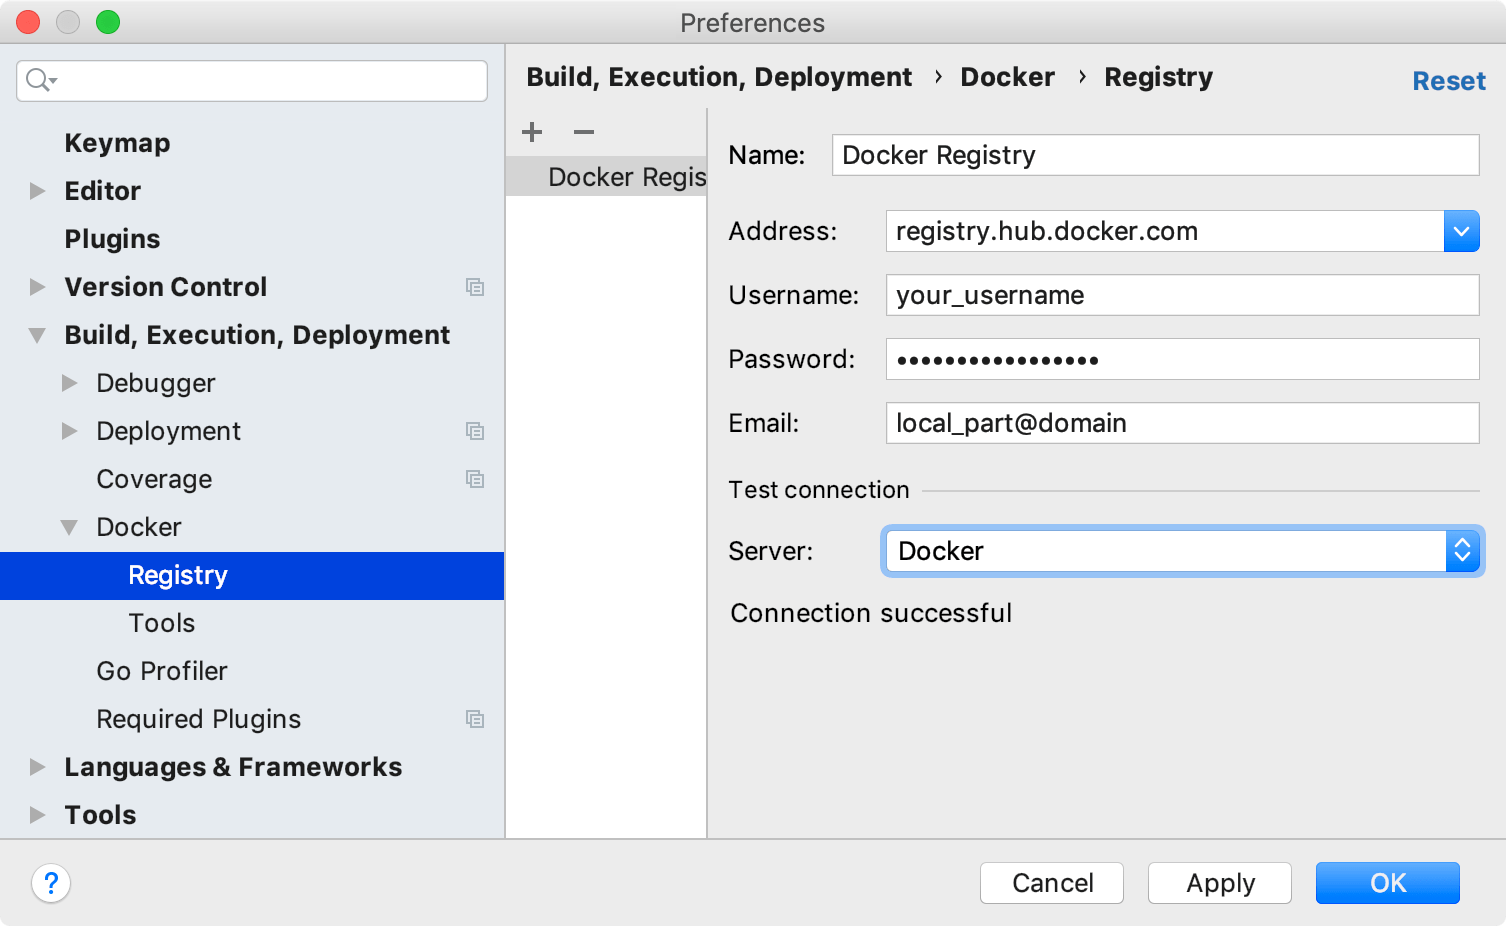 Preferences
Keymap
Editor
Plugins
Version Control
Build, Execution, Deployment
Debugger
Deployment
Coverage
Docker
Registry
Tools
Go Profiler
Required Plugins
Languages & Frameworks
Tools
Build, Execution, Deployment › Docker › Registry
Reset
Docker Regis
Name: Docker Registry
Address: registry.hub.docker.com
Username: your_username
Password: •••••••••••••••••
Email: local_part@domain
Test connection
Server: Docker
Connection successful
?
Cancel
Apply
OK